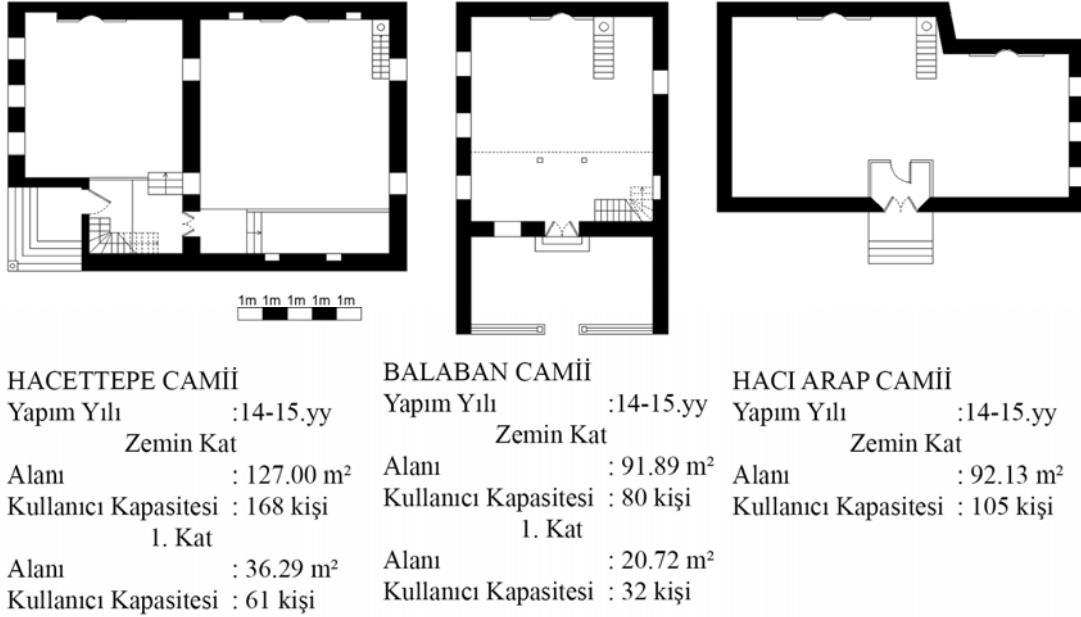 1m 1m 1m 1m 1m
HACETTEPE CAMİİ
Yapım Yılı :14-15.yy
Zemin Kat
Alanı : 127.00 m²
Kullanıcı Kapasitesi : 168 kişi
1. Kat
Alanı : 36.29 m²
Kullanıcı Kapasitesi : 61 kişi
BALABAN CAMİİ
Yapım Yılı :14-15.yy
Zemin Kat
Alanı : 91.89 m²
Kullanıcı Kapasitesi : 80 kişi
1. Kat
Alanı : 20.72 m²
Kullanıcı Kapasitesi : 32 kişi
HACI ARAP CAMİİ
Yapım Yılı :14-15.yy
Zemin Kat
Alanı : 92.13 m²
Kullanıcı Kapasitesi : 105 kişi